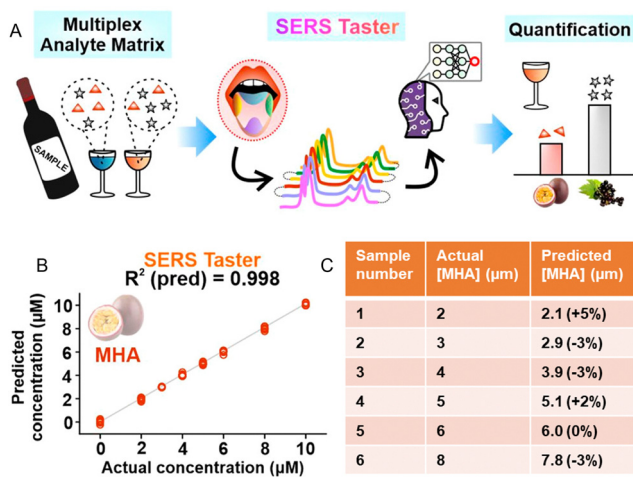 A
Multiplex
Analyte Matrix
SERS Taster
Quantification
SAMPLE
B
SERS Taster
R² (pred) = 0.998
MHA
Predicted
concentration (µM)
10
8
6
4
2
0
0 2 4 6 8 10
Actual concentration (µM)
C
Sample number Actual [MHA] (µm) Predicted [MHA] (µm)
1 2 2.1 (+5%)
2 3 2.9 (-3%)
3 4 3.9 (-3%)
4 5 5.1 (+2%)
5 6 6.0 (0%)
6 8 7.8 (-3%)